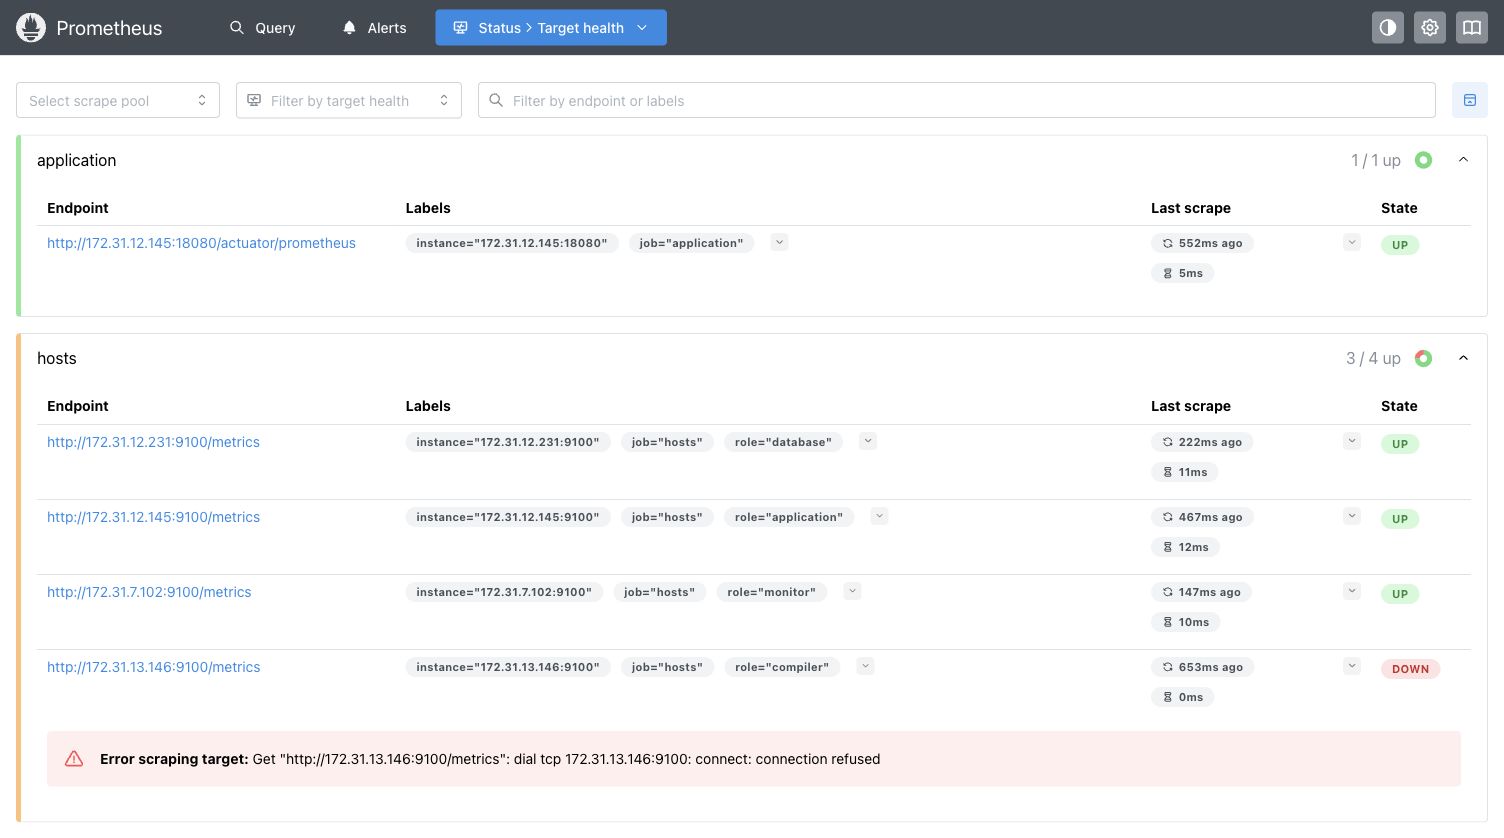 Prometheus Query Alerts Status > Target health
Select scrape pool Filter by target health Filter by endpoint or labels
application 1 / 1 up
Endpoint Labels Last scrape State
http://172.31.12.145:18080/actuator/prometheus instance="172.31.12.145:18080" job="application" 552ms ago UP
5ms
hosts 3 / 4 up
Endpoint Labels Last scrape State
http://172.31.12.231:9100/metrics instance="172.31.12.231:9100" job="hosts" role="database" 222ms ago UP
11ms
http://172.31.12.145:9100/metrics instance="172.31.12.145:9100" job="hosts" role="application" 467ms ago UP
12ms
http://172.31.7.102:9100/metrics instance="172.31.7.102:9100" job="hosts" role="monitor" 147ms ago UP
10ms
http://172.31.13.146:9100/metrics instance="172.31.13.146:9100" job="hosts" role="compiler" 653ms ago DOWN
0ms
Error scraping target: Get "http://172.31.13.146:9100/metrics": dial tcp 172.31.13.146:9100: connect: connection refused